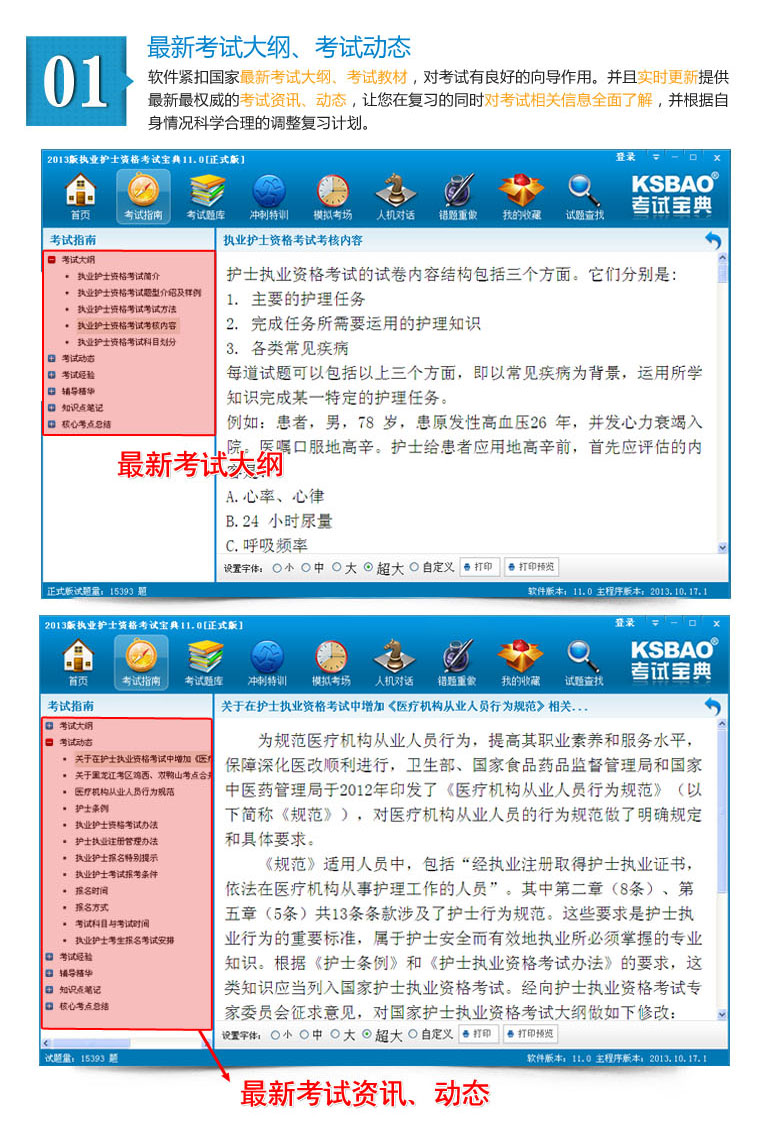 01
最新考试大纲、考试动态
软件紧扣国家最新考试大纲、考试教材，对考试有良好的向导作用。并且实时更新提供
最新最权威的考试资讯、动态，让您在复习的同时对考试相关信息全面了解，并根据自
身情况科学合理的调整复习计划。
2013版执业护士资格考试宝典11.0[正式版]
登录
首页 考试指南 考试题库 冲刺特训 模拟考场 人机对话 错题重做 我的收藏 试题查找
KSBAO®
考试宝典
考试指南
考试大纲
执业护士资格考试简介
执业护士资格考试题型介绍及样例
执业护士资格考试考试方法
执业护士资格考试考核内容
执业护士资格考试科目划分
考试动态
考试经验
辅导精华
知识点笔记
核心考点总结
执业护士资格考试考核内容
护士执业资格考试的试卷内容结构包括三个方面。它们分别是:
1. 主要的护理任务
2. 完成任务所需要运用的护理知识
3. 各类常见疾病
每道试题可以包括以上三个方面，即以常见疾病为背景，运用所学
知识完成某一特定的护理任务。
例如：患者，男，78 岁，患原发性高血压26 年，并发心力衰竭入
院。医嘱口服地高辛。护士给患者应用地高辛前，首先应评估的内
最新考试大纲
A.心率、心律
B.24 小时尿量
C.呼吸频率
设置字体: 小 中 大 超大 自定义 打印 打印预览
正式版试题量: 15393 题
软件版本: 11.0 主程序版本: 2013.10.17.1
2013版执业护士资格考试宝典11.0[正式版]
登录
首页 考试指南 考试题库 冲刺特训 模拟考场 人机对话 错题重做 我的收藏 试题查找
KSBAO®
考试宝典
考试指南
考试大纲
考试动态
关于在护士执业资格考试中增加《医疗
关于黑龙江考区鸡西、双鸭山考点合并
医疗机构从业人员行为规范
护士条例
执业护士资格考试办法
护士执业注册管理办法
执业护士报名特别提示
执业护士考试报考条件
报名时间
报名方式
考试科目与考试时间
执业护士考生报名考试安排
考试经验
辅导精华
知识点笔记
核心考点总结
关于在护士执业资格考试中增加《医疗机构从业人员行为规范》相关...
为规范医疗机构从业人员行为，提高其职业素养和服务水平，
保障深化医改顺利进行，卫生部、国家食品药品监督管理局和国家
中医药管理局于2012年印发了《医疗机构从业人员行为规范》（以
下简称《规范》），对医疗机构从业人员的行为规范做了明确规定
和具体要求。
《规范》适用人员中，包括“经执业注册取得护士执业证书，
依法在医疗机构从事护理工作的人员”。其中第二章（8条）、第
五章（5条）共13条条款涉及了护士行为规范。这些要求是护士执
业行为的重要标准，属于护士安全而有效地执业所必须掌握的专业
知识。根据《护士条例》和《护士执业资格考试办法》的要求，这
类知识应当列入国家护士执业资格考试。经向护士执业资格考试专
家委员会征求意见，对国家护士执业资格考试大纲做如下修改:
设置字体: 小 中 大 超大 自定义 打印 打印预览
试题量: 15393 题
软件版本: 11.0 主程序版本: 2013.10.17.1
最新考试资讯、动态